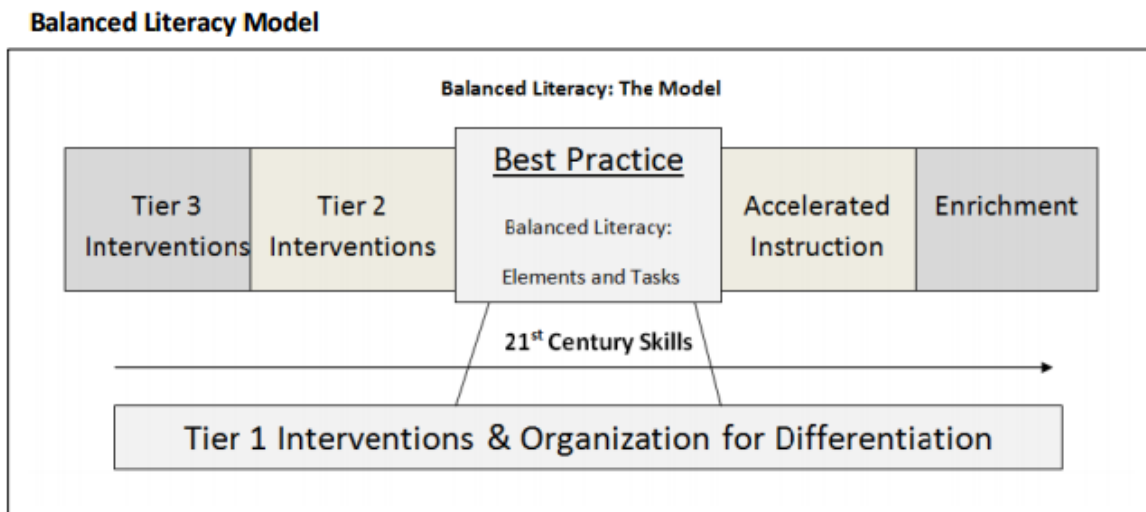 Balanced Literacy Model
Balanced Literacy: The Model
Tier 3
Interventions
Tier 2
Interventions
Best Practice
Balanced Literacy:
Elements and Tasks
Accelerated
Instruction
Enrichment
21st Century Skills
Tier 1 Interventions & Organization for Differentiation